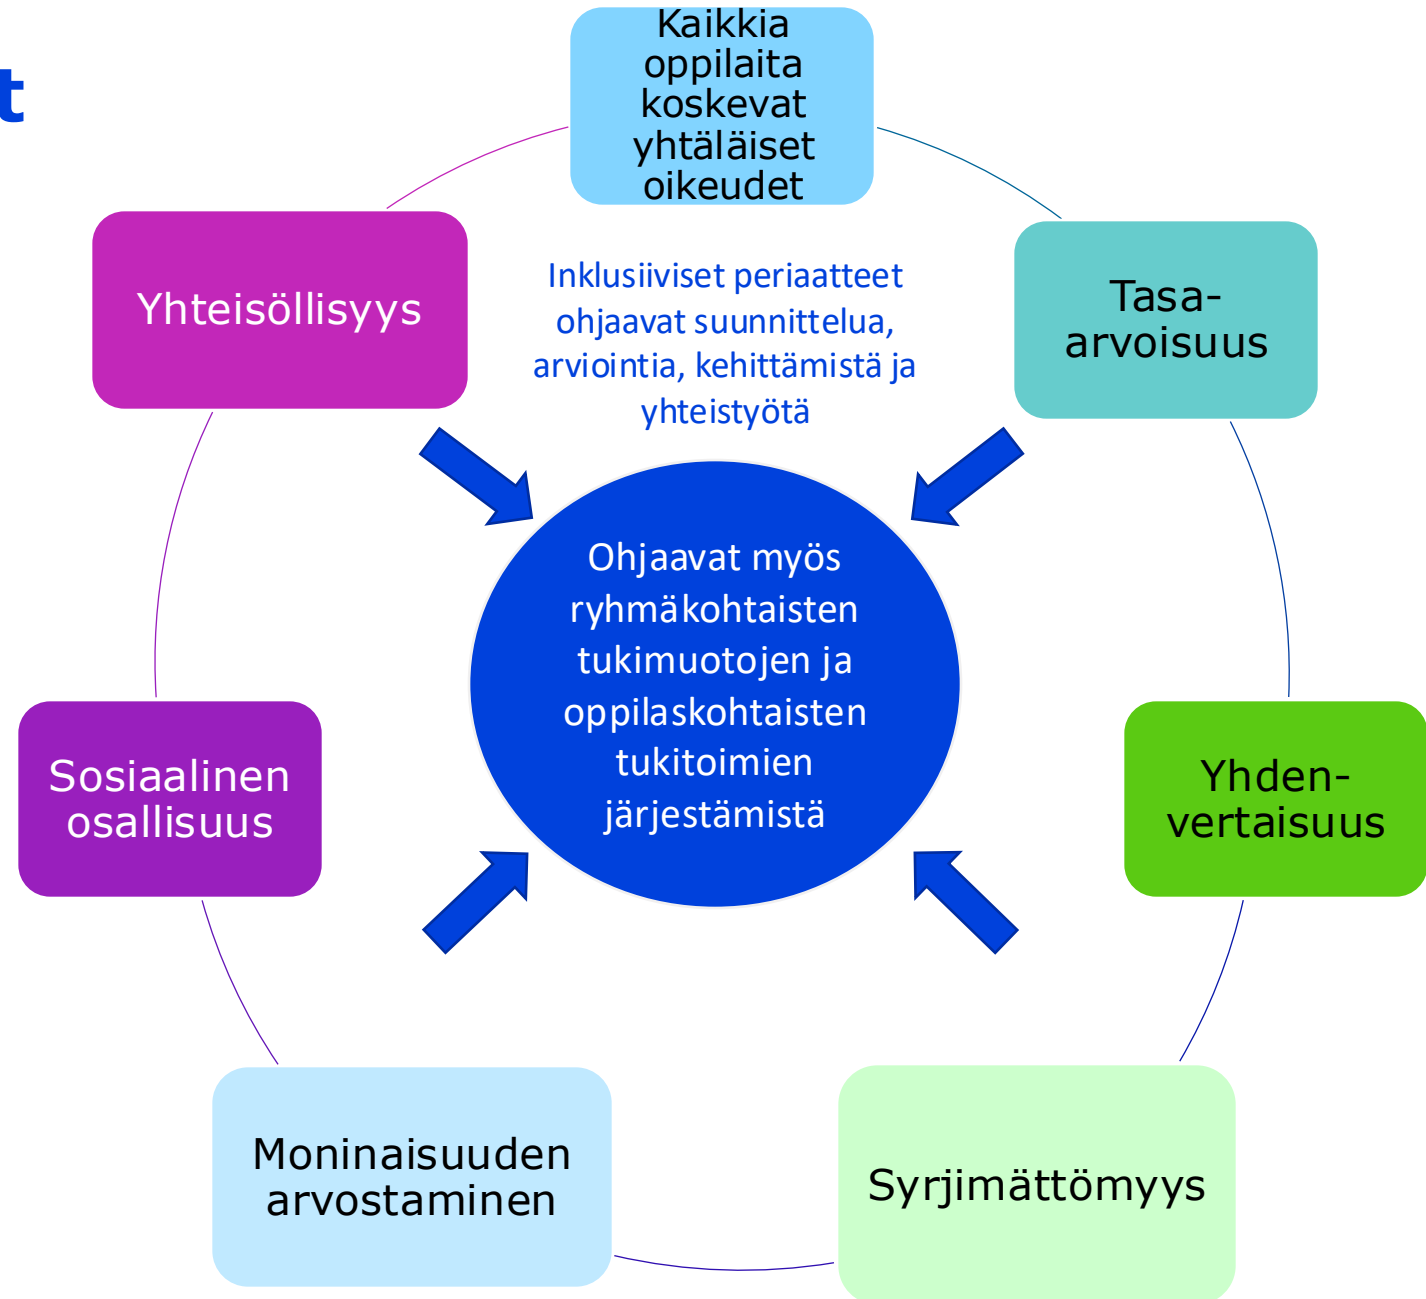 t
Kaikkia
oppilaita
koskevat
yhtäläiset
oikeudet
Yhteisöllisyys
Inklusiiviset periaatteet
ohjaavat suunnittelua,
arviointia, kehittämistä ja
yhteistyötä
Tasa-
arvoisuus
Ohjaavat myös
ryhmäkohtaisten
tukimuotojen ja
oppilaskohtaisten
tukitoimien
järjestämistä
Sosiaalinen
osallisuus
Yhden-
vertaisuus
Moninaisuuden
arvostaminen
Syrjimättömyys